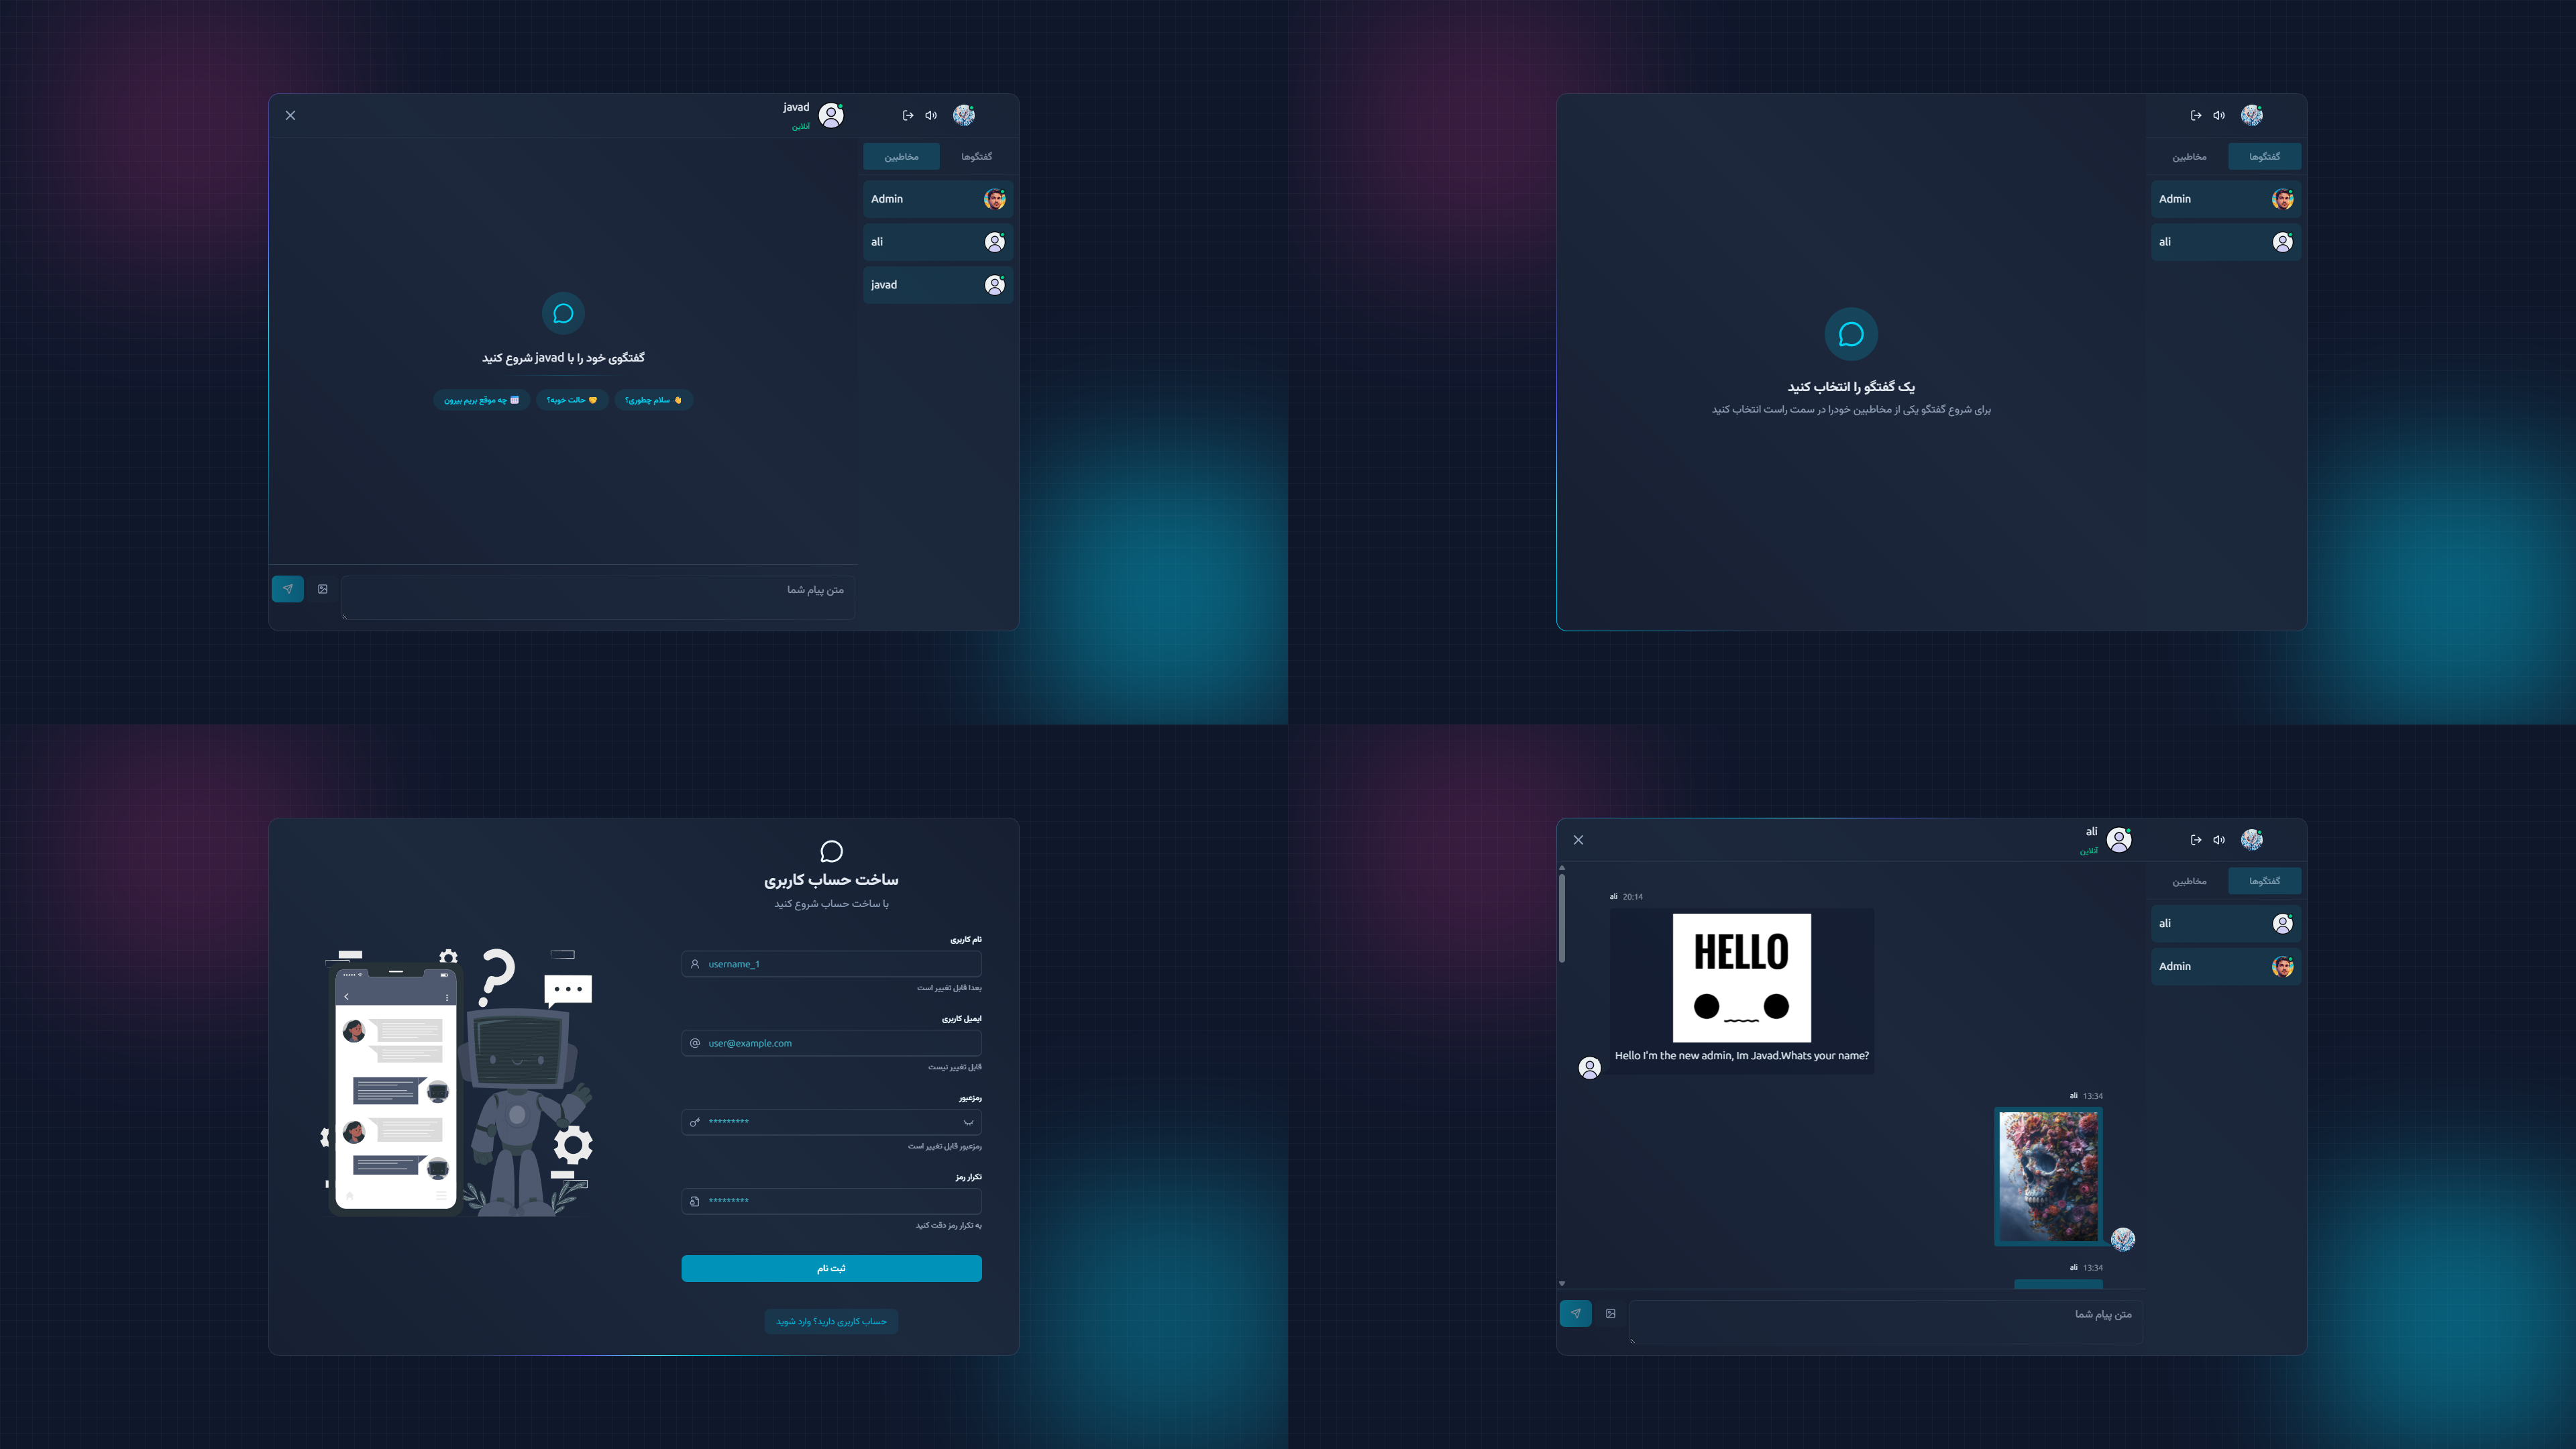 javad
آنلاین
گفتگوها
مخاطبین
Admin
ali
javad
گفتگوی خود را با javad شروع کنید
👋 سلام چطوری؟
🤝 حالت خوبه؟
📅 چه موقع بریم بیرون
متن پیام شما
گفتگوها
مخاطبین
Admin
ali
یک گفتگو را انتخاب کنید
برای شروع گفتگو یکی از مخاطبین خودرا در سمت راست انتخاب کنید
ساخت حساب کاربری
با ساخت حساب شروع کنید
نام کاربری
username_1
بعدا قابل تغییر است
ایمیل کاربری
user@example.com
قابل تغییر نیست
رمزعبور
*********
رمزعبور قابل تغییر است
تکرار رمز
*********
به تکرار رمز دقت کنید
ثبت نام
حساب کاربری دارید؟ وارد شوید
ali
آنلاین
گفتگوها
مخاطبین
ali
Admin
ali 20:14
HELLO
Hello I'm the new admin, Im Javad.Whats your name?
ali 13:34
ali 13:34
متن پیام شما